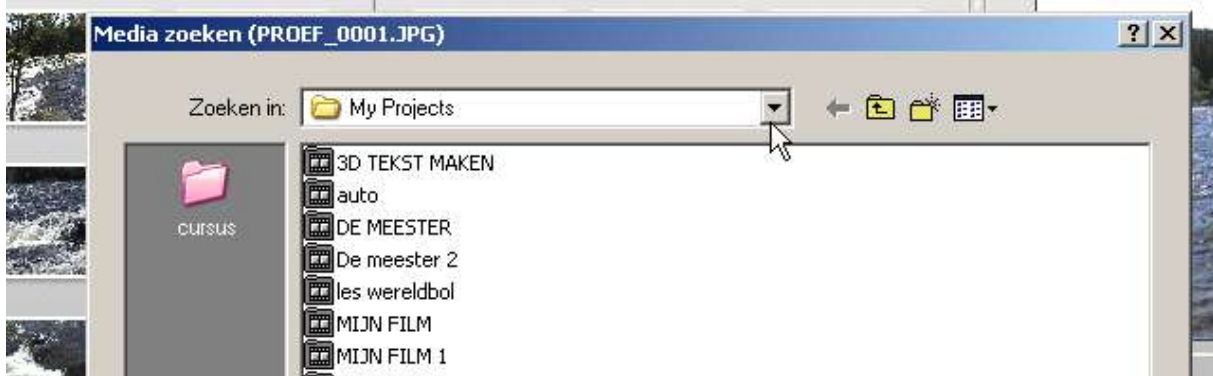 Media zoeken (PROEF_0001.JPG)
Zoeken in: My Projects
cursus
3D TEKST MAKEN
auto
DE MEESTER
De meester 2
les wereldbol
MIJN FILM
MIJN FILM 1